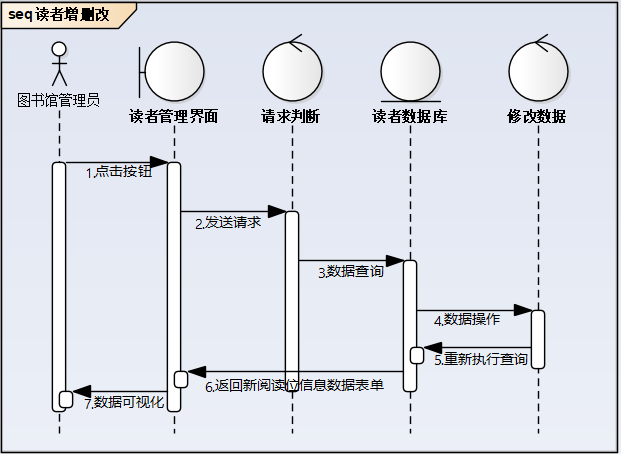 seq 读者增删改
图书馆管理员
读者管理界面
请求判断
读者数据库
修改数据
1.点击按钮
2.发送请求
3.数据查询
4.数据操作
5.重新执行查询
6.返回新阅读位信息数据表单
7.数据可视化